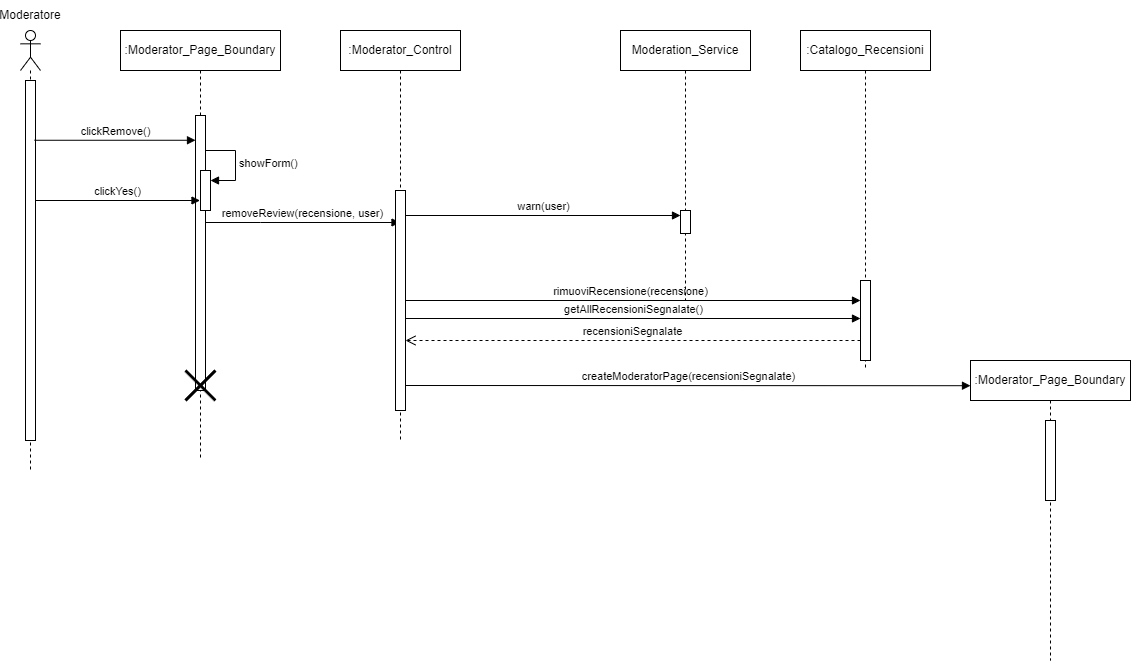 Moderatore
:Moderator_Page_Boundary
:Moderator_Control
Moderation_Service
:Catalogo_Recensioni
clickRemove()
showForm()
clickYes()
removeReview(recensione, user)
warn(user)
rimuoviRecensione(recensione)
getAllRecensioniSegnalate()
recensioniSegnalate
createModeratorPage(recensioniSegnalate)
:Moderator_Page_Boundary